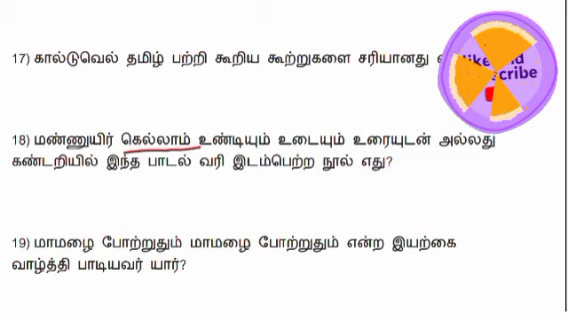 17) கால்டுவெல் தமிழ் பற்றி கூறிய கூற்றுகளை சரியானது
18) மண்ணுயிர் கெல்லாம் உண்டியும் உடையும் உரையுடன் அல்லது
கண்டறியில் இந்த பாடல் வரி இடம்பெற்ற நூல் எது?
19) மாமழை போற்றுதும் மாமழை போற்றுதும் என்ற இயற்கை
வாழ்த்தி பாடியவர் யார்?